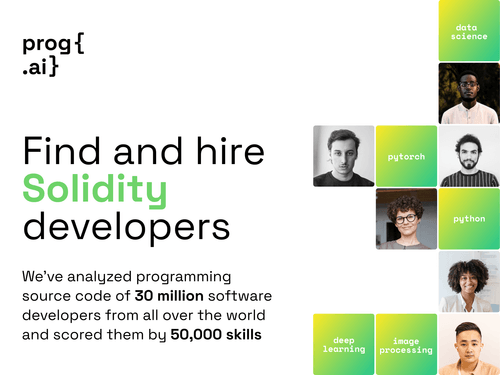 prog{
.ai}
Find and hire
Solidity
developers
We've analyzed programming
source code of 30 million software
developers from all over the world
and scored them by 50,000 skills
data
science
pytorch
python
deep
learning
image
processing